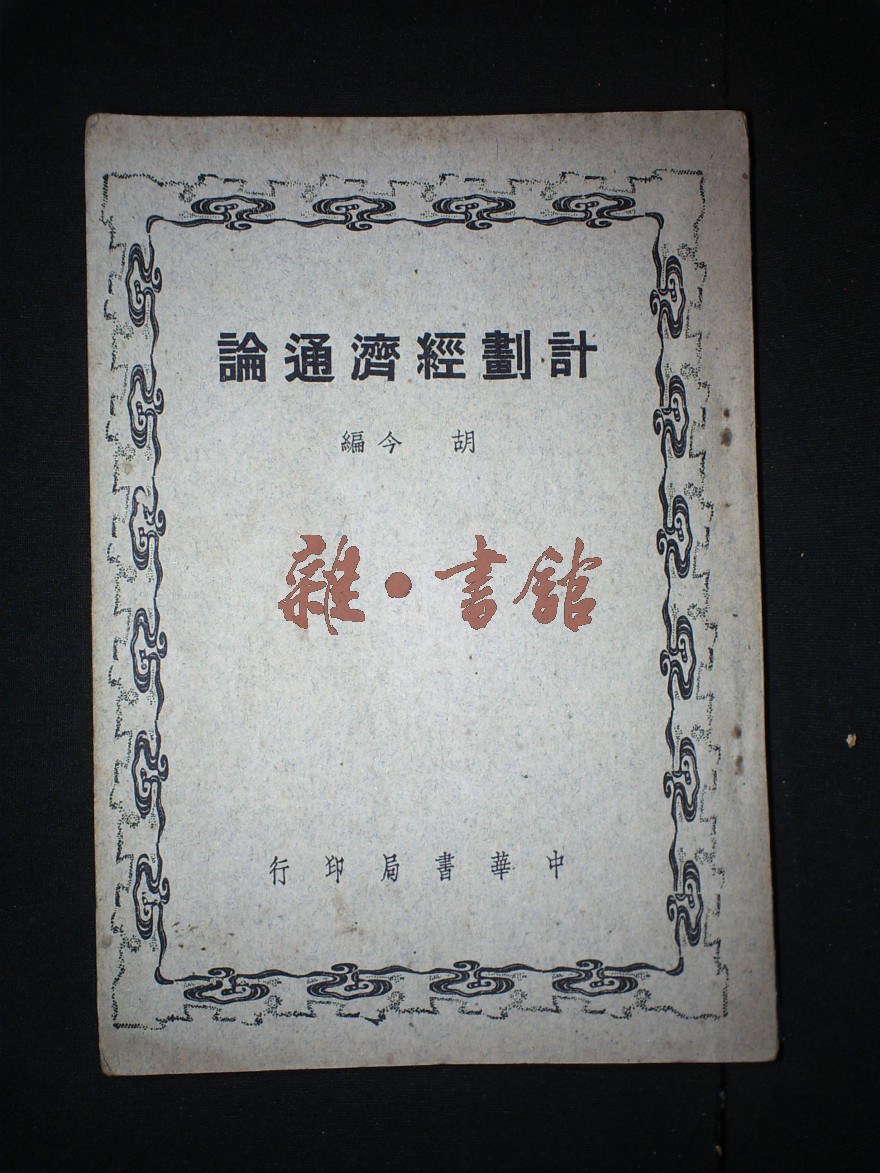 計劃經濟通論
胡 今編
雜·書館
中華書局印行